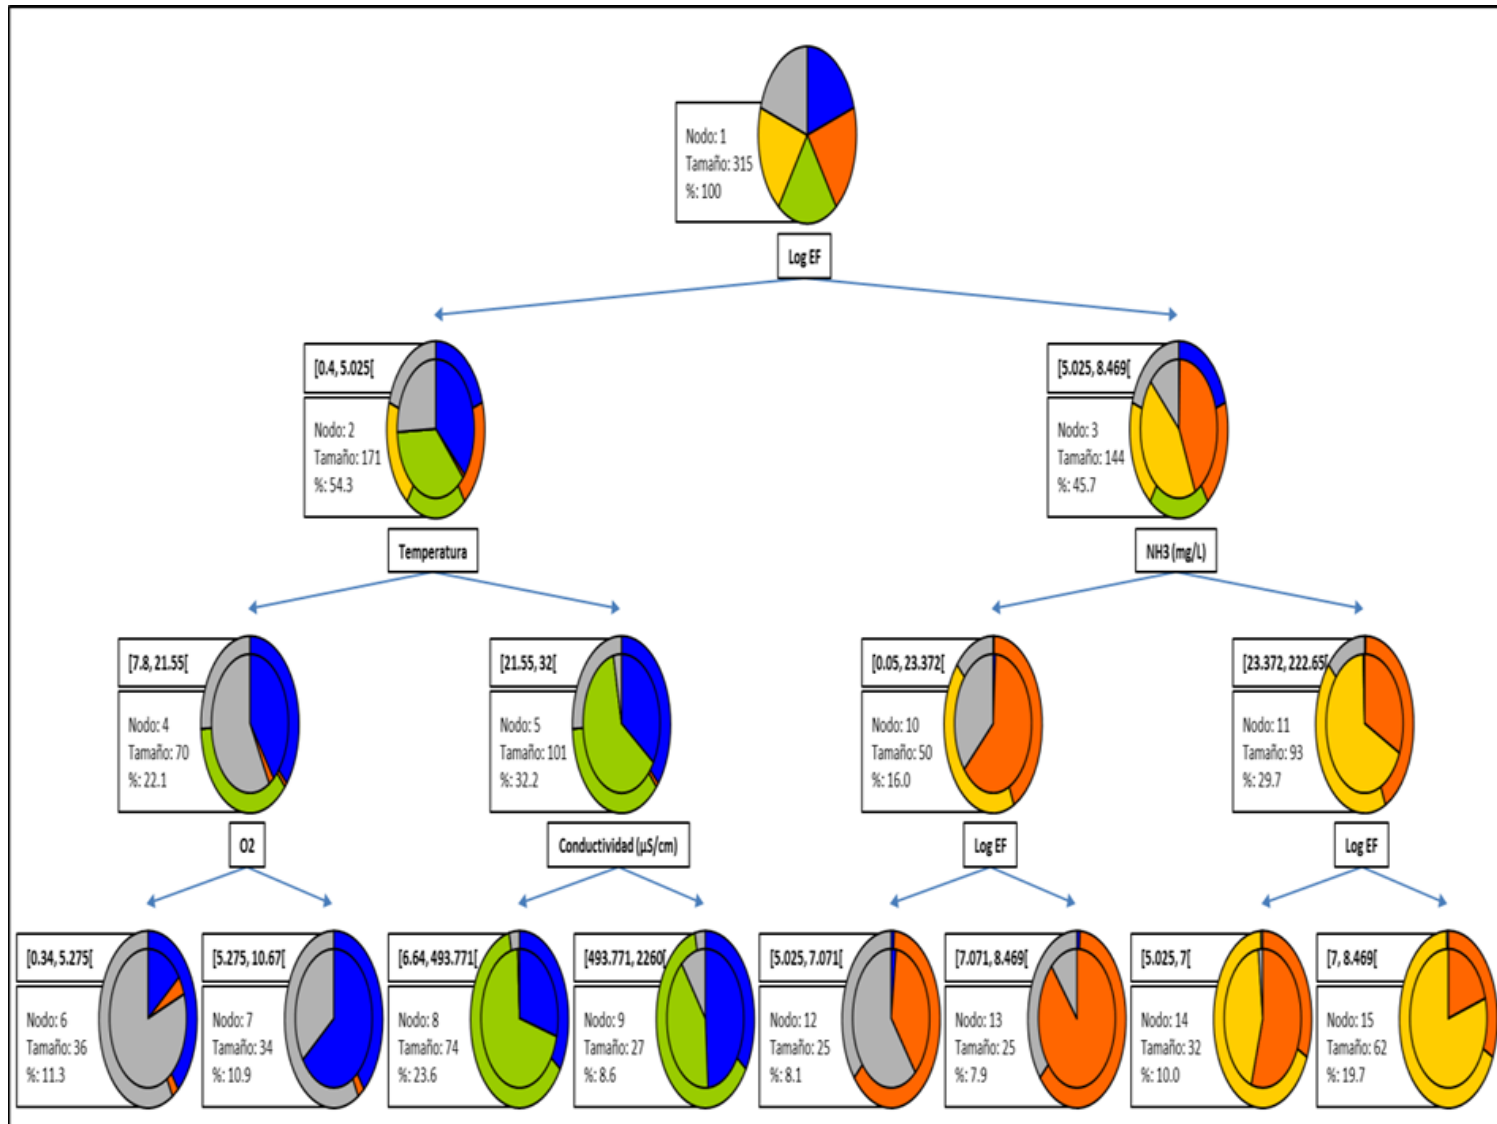 Nodo: 1
Tamaño: 315
%: 100
Log EF
[0.4, 5.025[
Nodo: 2
Tamaño: 171
%: 54.3
Temperatura
[5.025, 8.469[
Nodo: 3
Tamaño: 144
%: 45.7
NH3 (mg/L)
[7.8, 21.55[
Nodo: 4
Tamaño: 70
%: 22.1
O2
[21.55, 32[
Nodo: 5
Tamaño: 101
%: 32.2
Conductividad (µS/cm)
[0.05, 23.372[
Nodo: 10
Tamaño: 50
%: 16.0
Log EF
[23.372, 222.65[
Nodo: 11
Tamaño: 93
%: 29.7
Log EF
[0.34, 5.275[
Nodo: 6
Tamaño: 36
%: 11.3
[5.275, 10.67[
Nodo: 7
Tamaño: 34
%: 10.9
[6.64, 493.771[
Nodo: 8
Tamaño: 74
%: 23.6
[493.771, 2260[
Nodo: 9
Tamaño: 27
%: 8.6
[5.025, 7.071[
Nodo: 12
Tamaño: 25
%: 8.1
[7.071, 8.469[
Nodo: 13
Tamaño: 25
%: 7.9
[5.025, 7[
Nodo: 14
Tamaño: 32
%: 10.0
[7, 8.469[
Nodo: 15
Tamaño: 62
%: 19.7